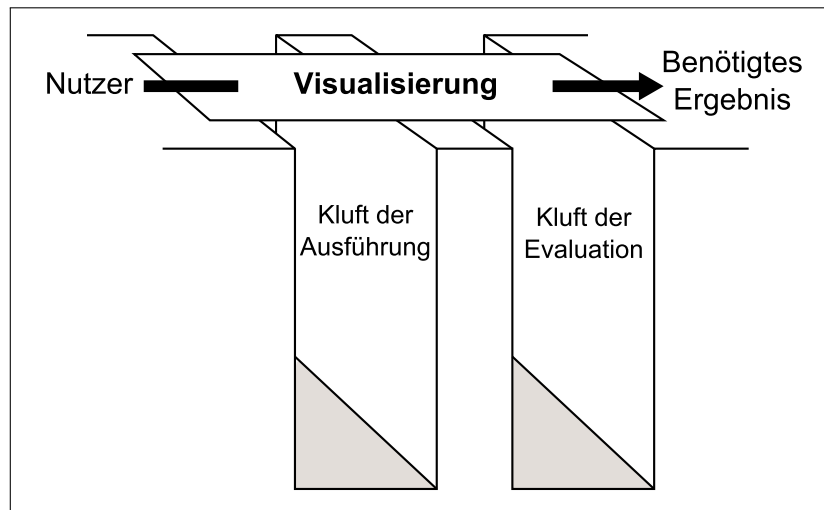 Nutzer
Visualisierung
Benötigtes
Ergebnis
Kluft der
Ausführung
Kluft der
Evaluation